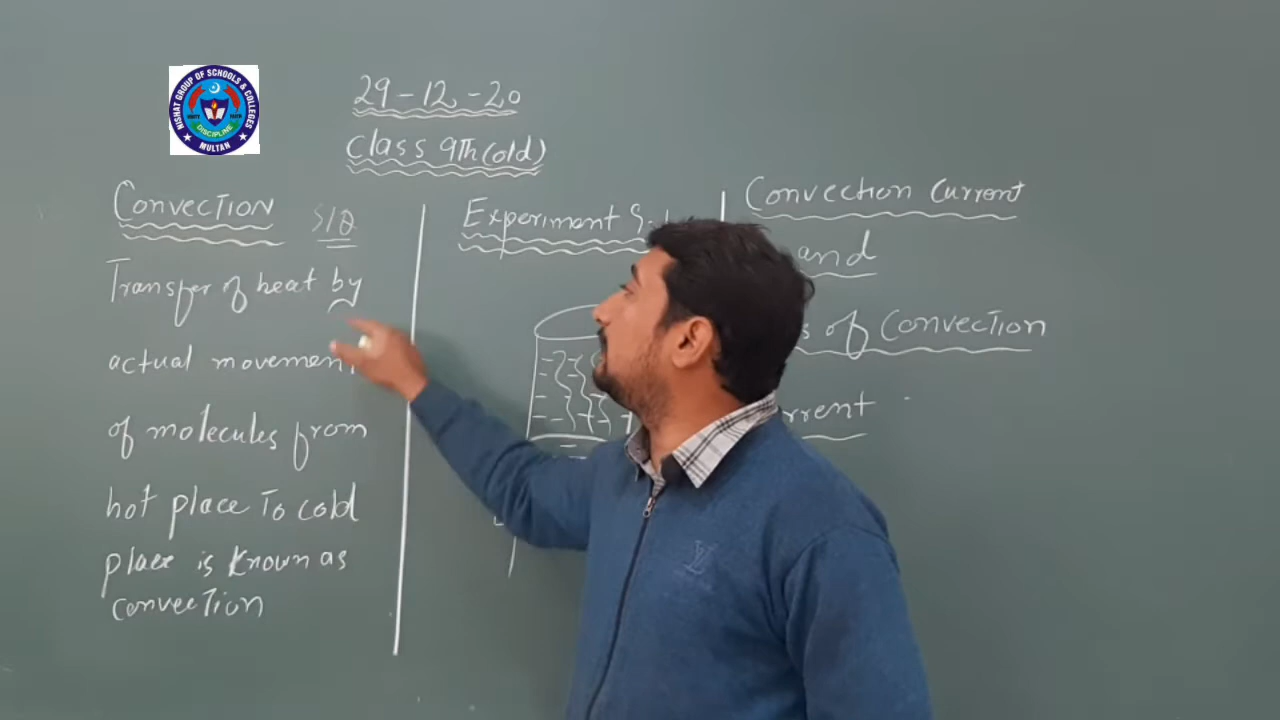 NISHAT GROUP OF SCHOOLS & COLLEGES
UNITY FAITH
DISCIPLINE
MULTAN
29-12-20
Class 9Th (old)
CONVECTION S/Q
Transfer of heat by
actual movement
of molecules from
hot place To cold
place is known as
convection
Experiment
Convection Current
and
of Convection